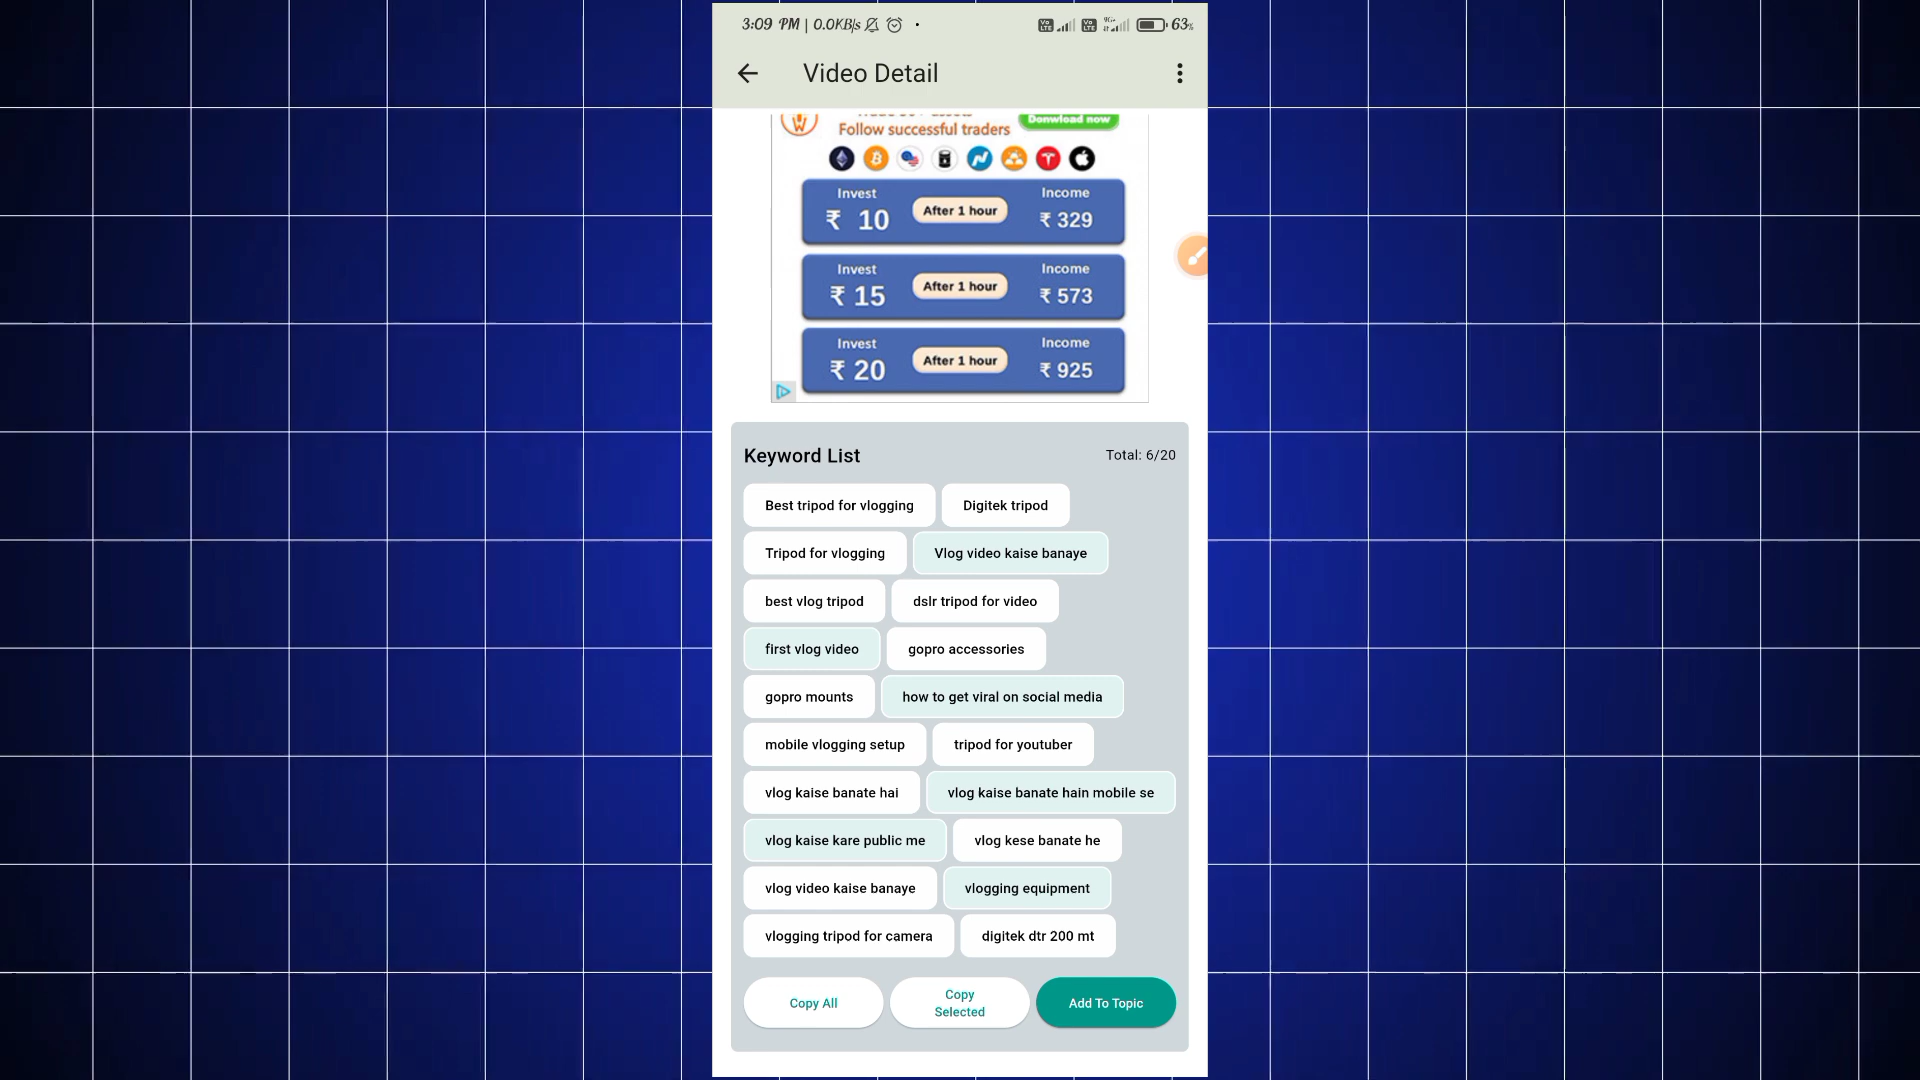 3:09 PM | 0.0KB/s
63%
Video Detail
Follow successful traders
Donwload now
Invest
₹ 10
After 1 hour
Income
₹ 329
Invest
₹ 15
After 1 hour
Income
₹ 573
Invest
₹ 20
After 1 hour
Income
₹ 925
Keyword List
Total: 6/20
Best tripod for vlogging
Digitek tripod
Tripod for vlogging
Vlog video kaise banaye
best vlog tripod
dslr tripod for video
first vlog video
gopro accessories
gopro mounts
how to get viral on social media
mobile vlogging setup
tripod for youtuber
vlog kaise banate hai
vlog kaise banate hain mobile se
vlog kaise kare public me
vlog kese banate he
vlog video kaise banaye
vlogging equipment
vlogging tripod for camera
digitek dtr 200 mt
Copy All
Copy
Selected
Add To Topic